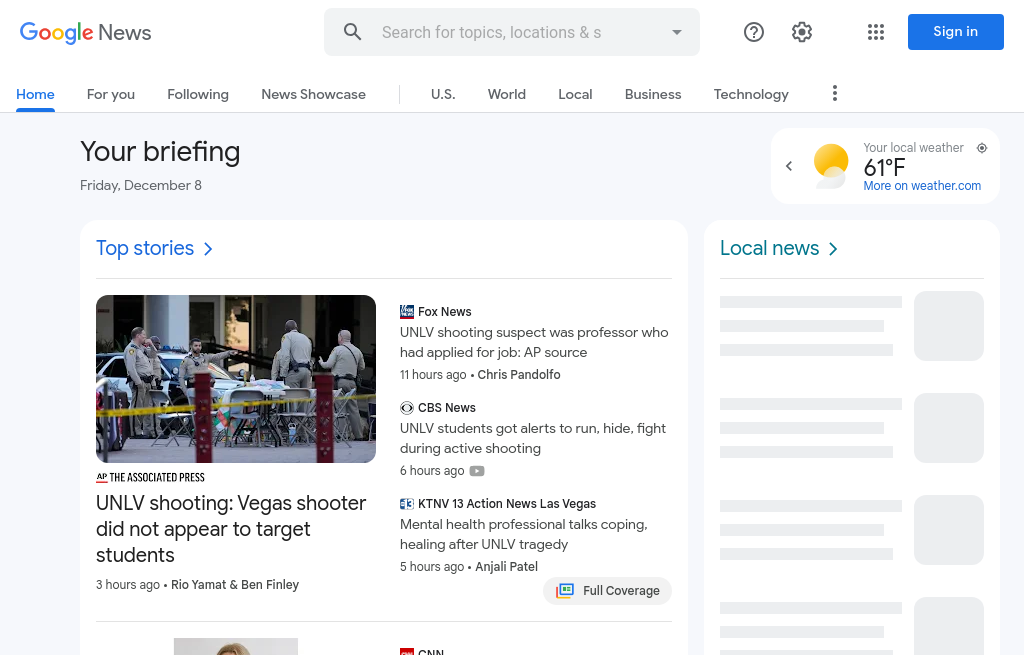 Google News
Search for topics, locations & s
Sign in
Home
For you
Following
News Showcase
U.S.
World
Local
Business
Technology
Your briefing
Friday, December 8
Your local weather
61°F
More on weather.com
Top stories
AP THE ASSOCIATED PRESS
UNLV shooting: Vegas shooter
did not appear to target
students
3 hours ago • Rio Yamat & Ben Finley
Fox News
UNLV shooting suspect was professor who
had applied for job: AP source
11 hours ago • Chris Pandolfo
CBS News
UNLV students got alerts to run, hide, fight
during active shooting
6 hours ago
KTNV 13 Action News Las Vegas
Mental health professional talks coping,
healing after UNLV tragedy
5 hours ago • Anjali Patel
Full Coverage
CNN
Local news